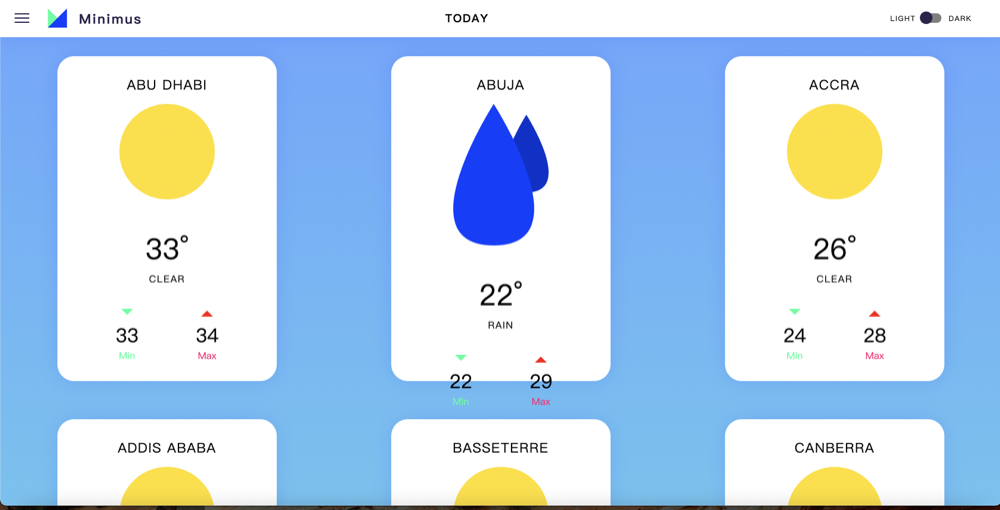 Minimus
TODAY
LIGHT DARK
ABU DHABI
33°
CLEAR
33 34
Min Max
ABUJA
22°
RAIN
22 29
Min Max
ACCRA
26°
CLEAR
24 28
Min Max
ADDIS ABABA
BASSETERRE
CANBERRA